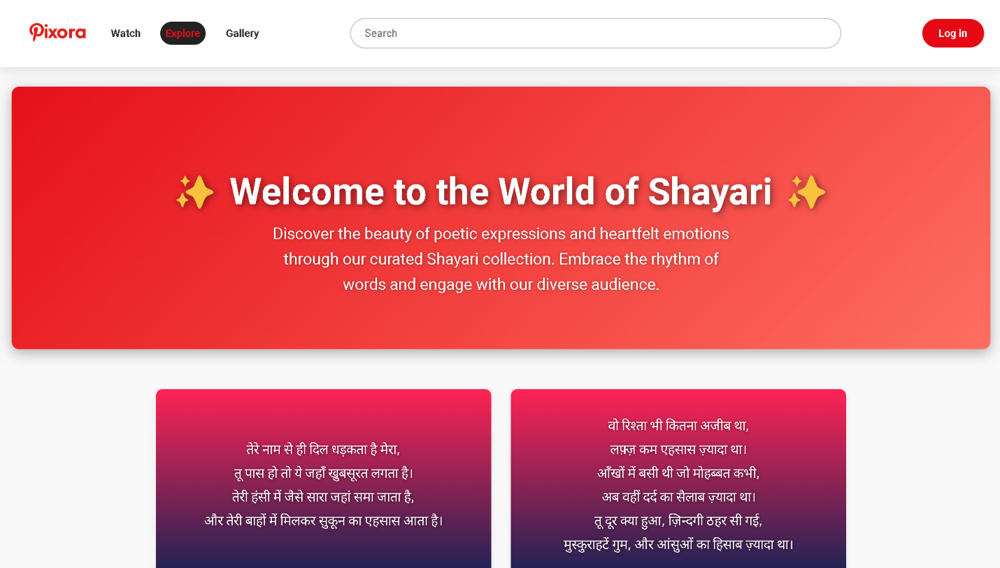 Pixora
Watch
Explore
Gallery
Search
Log in
✨ Welcome to the World of Shayari ✨
Discover the beauty of poetic expressions and heartfelt emotions
through our curated Shayari collection. Embrace the rhythm of
words and engage with our diverse audience.
तेरे नाम से ही दिल धड़कता है मेरा,
तू पास हो तो ये जहाँ खुबसूरत लगता है।
तेरी हंसी में जैसे सारा जहां समा जाता है,
और तेरी बाहों में मिलकर सुकून का एहसास आता है।
वो रिश्ता भी कितना अजीब था,
लफ़्ज़ कम एहसास ज़्यादा था।
आँखों में बसी थी जो मोहब्बत कभी,
अब वहीं दर्द का सैलाब ज़्यादा था।
तू दूर क्या हुआ, ज़िन्दगी ठहर सी गई,
मुस्कुराहटें गुम, और आंसुओं का हिसाब ज़्यादा था।